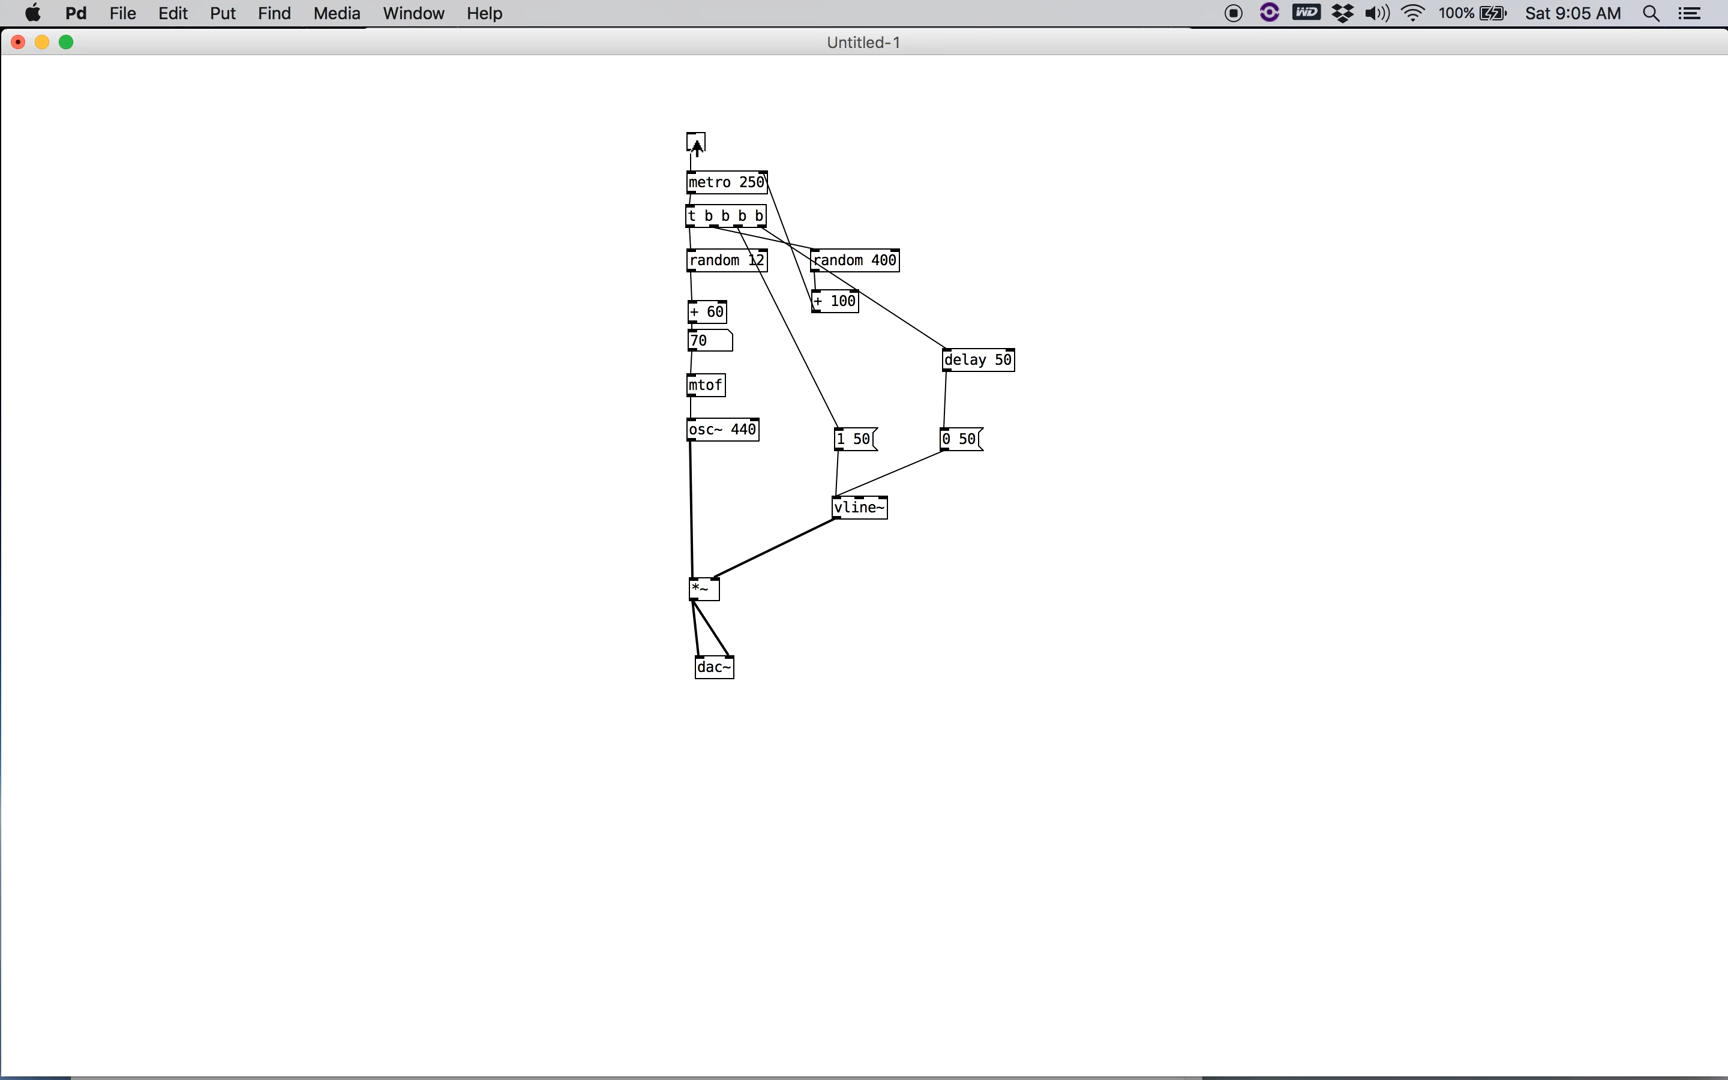 Pd File Edit Put Find Media Window Help WD 100% Sat 9:05 AM
Untitled-1
metro 250
t b b b b
random 12 random 400
+ 100
+ 60
70
delay 50
mtof
osc~ 440
1 50 0 50
vline~
*~
dac~